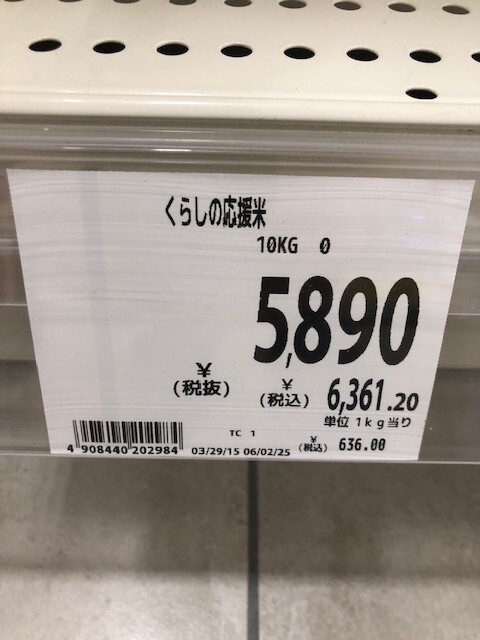 くらしの応援米
10KG 0
¥ (税抜) 5,890
¥ (税込) 6,361.20
単位 1kg当り
¥ (税込) 636.00
TC 1
4 908440 202984 03/29/15 06/02/25